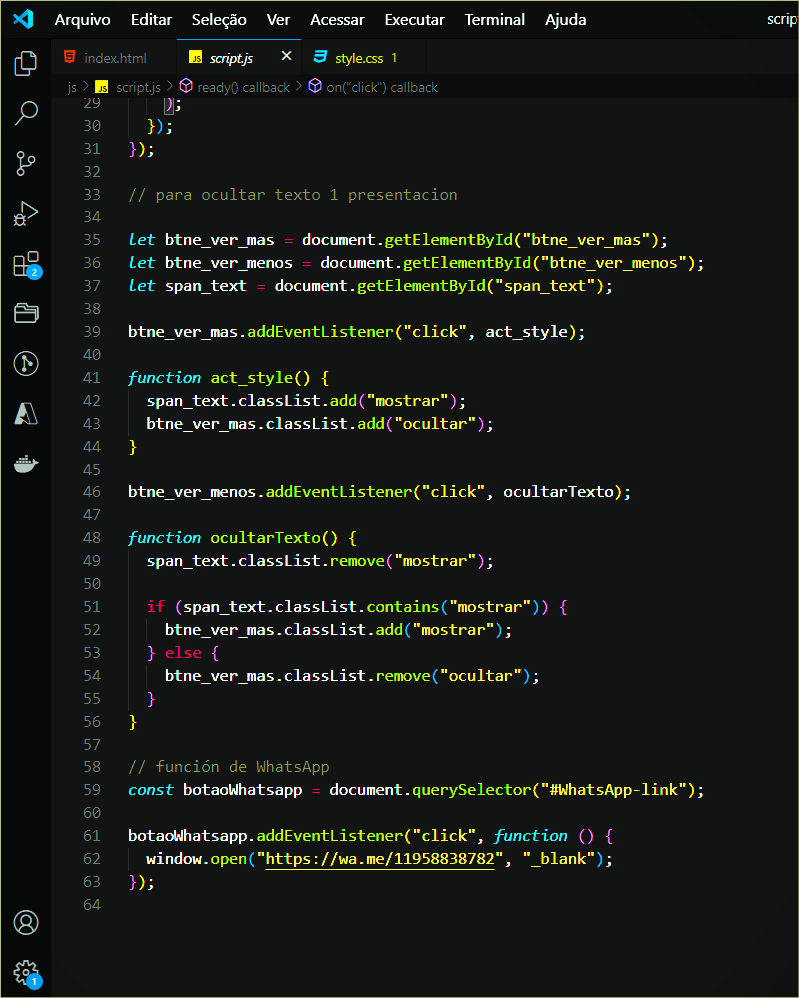 Arquivo Editar Seleção Ver Acessar Executar Terminal Ajuda scrip
index.html JS script.js × style.css 1
js > JS script.js > ready() callback > on("click") callback
29 );
30 });
31 });
32
33 // para ocultar texto 1 presentacion
34
35 let btne_ver_mas = document.getElementById("btne_ver_mas");
36 let btne_ver_menos = document.getElementById("btne_ver_menos");
37 let span_text = document.getElementById("span_text");
38
39 btne_ver_mas.addEventListener("click", act_style);
40
41 function act_style() {
42 span_text.classList.add("mostrar");
43 btne_ver_mas.classList.add("ocultar");
44 }
45
46 btne_ver_menos.addEventListener("click", ocultarTexto);
47
48 function ocultarTexto() {
49 span_text.classList.remove("mostrar");
50
51 if (span_text.classList.contains("mostrar")) {
52 btne_ver_mas.classList.add("mostrar");
53 } else {
54 btne_ver_mas.classList.remove("ocultar");
55 }
56 }
57
58 // función de WhatsApp
59 const botaoWhatsapp = document.querySelector("#WhatsApp-link");
60
61 botaoWhatsapp.addEventListener("click", function () {
62 window.open("https://wa.me/11958838782", "_blank");
63 });
64
2
1